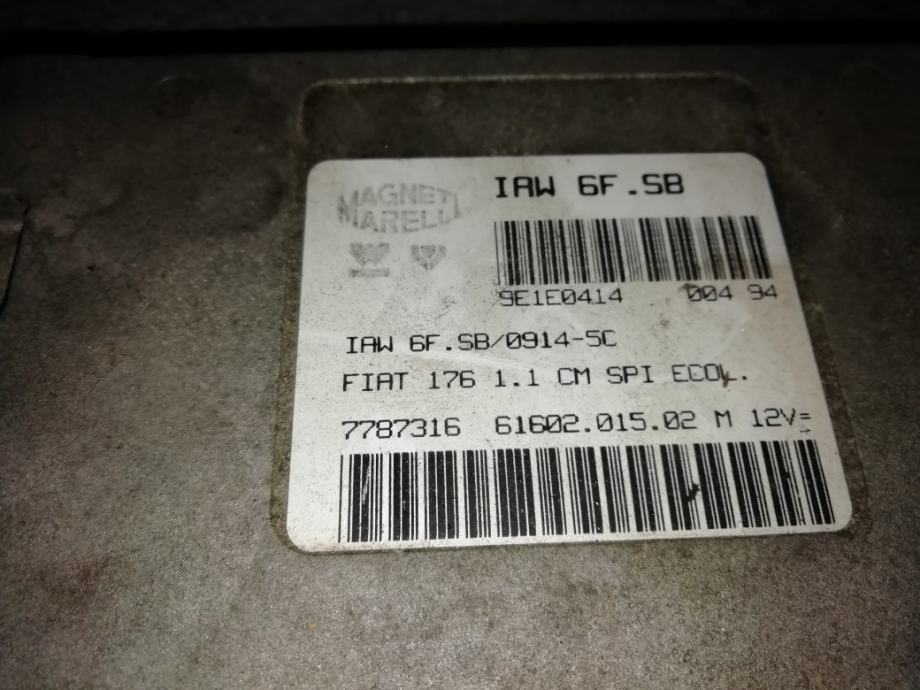 IAW 6F.SB
MAGNETI
MARELLI
9E1E0414 004 94
IAW 6F.SB/0914-5C
FIAT 176 1.1 CM SPI ECOL.
7787316 61602.015.02 M 12V=